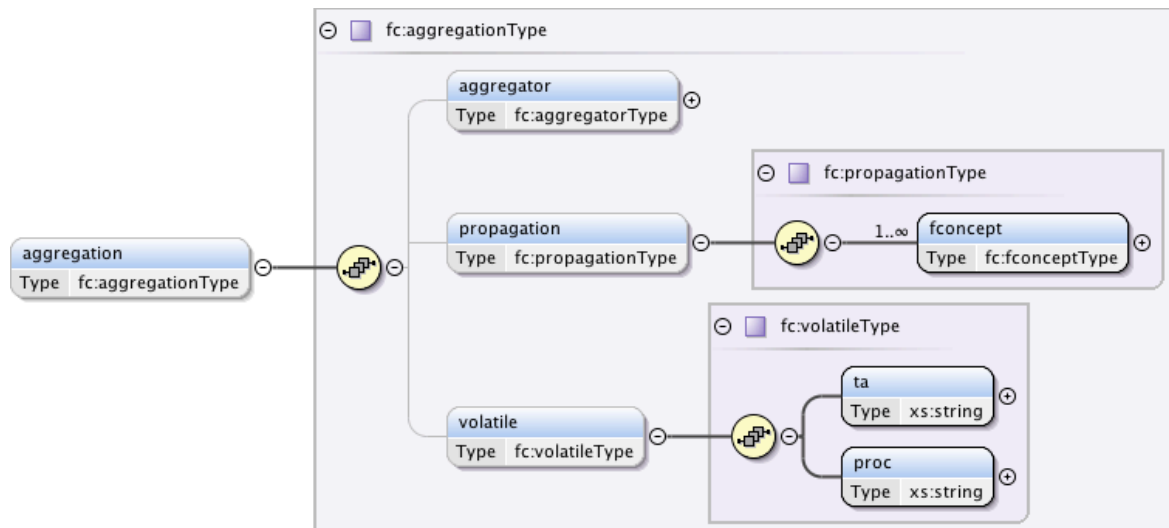 fc:aggregationType
aggregator
Type fc:aggregatorType
fc:propagationType
propagation
Type fc:propagationType
1..∞
fconcept
Type fc:fconceptType
aggregation
Type fc:aggregationType
fc:volatileType
ta
Type xs:string
volatile
Type fc:volatileType
proc
Type xs:string